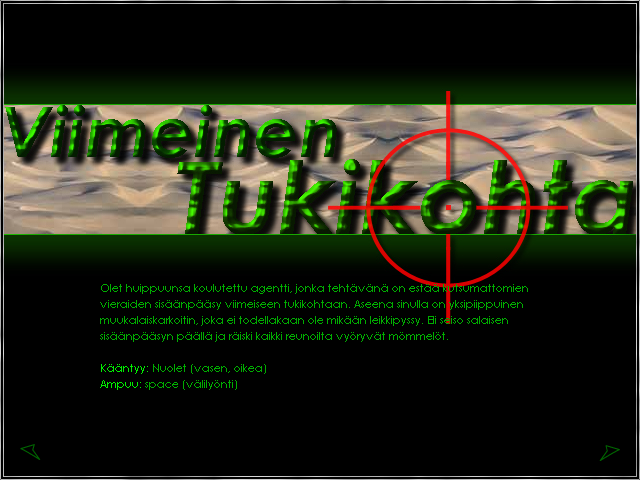 Viimeinen
Tukikohta
Olet huippuunsa koulutettu agentti, jonka tehtävänä on estää kutsumattomien
vieraiden sisäänpääsy viimeiseen tukikohtaan. Aseena sinulla on yksipiippuinen
muukalaiskarkoitin, joka ei todellakaan ole mikään leikkipyssy. Eli seiso salaisen
sisäänpääsyn päällä ja räiski kaikki reunoilta vyöryvät mömmelöt.
Kääntyy: Nuolet (vasen, oikea)
Ampuu: space (välilyönti)